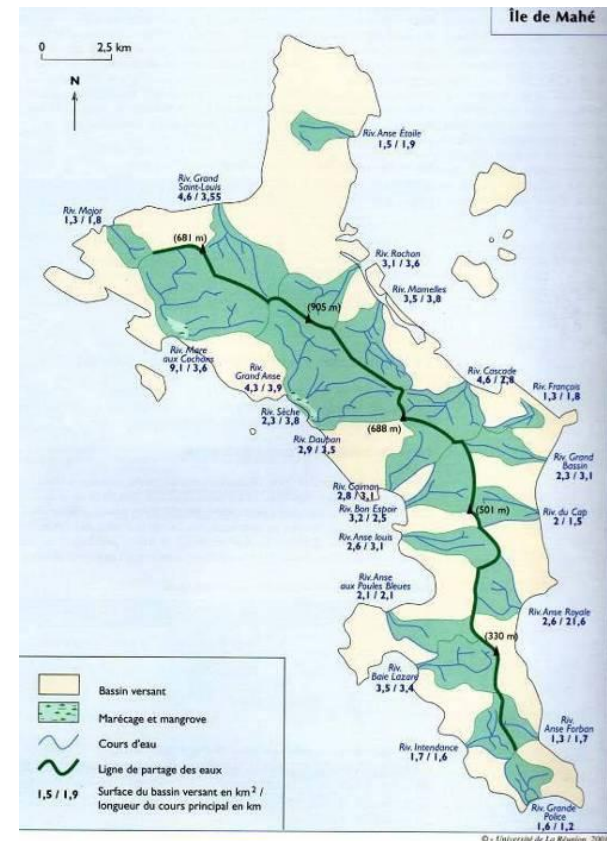 Île de Mahé
0 2,5 km
N
Riv. Anse Étoile
1,5 / 1,9
Riv. Grand
Saint-Louis
4,6 / 3,55
Riv. Major
1,3 / 1,8
(681 m)
Riv. Rochon
3,1 / 3,6
Riv. Mamelles
3,5 / 3,8
(905 m)
Riv. Mare
aux Cochons
9,1 / 3,6
Riv.
Grand Anse
4,3 / 3,9
Riv. Cascade
4,6 / 2,8
Riv. François
1,3 / 1,8
Riv. Sèche
2,3 / 3,8
(688 m)
Riv. Dauban
2,9 / 3,5
Riv. Grand
Bassin
2,3 / 3,1
Riv. Caiman
2,8 / 3,1
Riv. Bon Espoir
3,2 / 2,5
(501 m)
Riv. du Cap
2 / 1,5
Riv. Anse louis
2,6 / 3,1
Riv. Anse
aux Poules Bleues
2,1 / 2,1
Riv. Anse Royale
2,6 / 21,6
(330 m)
Riv.
Baie Lazare
3,5 / 3,4
Riv.
Anse Forban
1,3 / 1,7
Riv. Intendance
1,7 / 1,6
Riv. Grande
Police
1,6 / 1,2
Bassin versant
Marécage et mangrove
Cours d'eau
Ligne de partage des eaux
1,5 / 1,9 Surface du bassin versant en km² /
longueur du cours principal en km
© - Université de La Réunion,